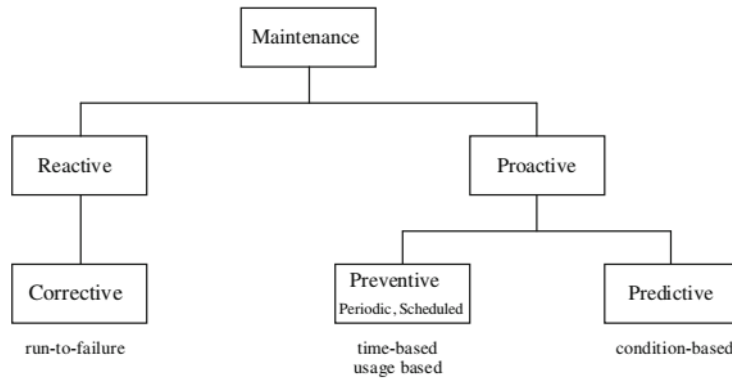 Maintenance
Reactive
Proactive
Corrective
Preventive
Periodic, Scheduled
Predictive
run-to-failure
time-based
usage based
condition-based